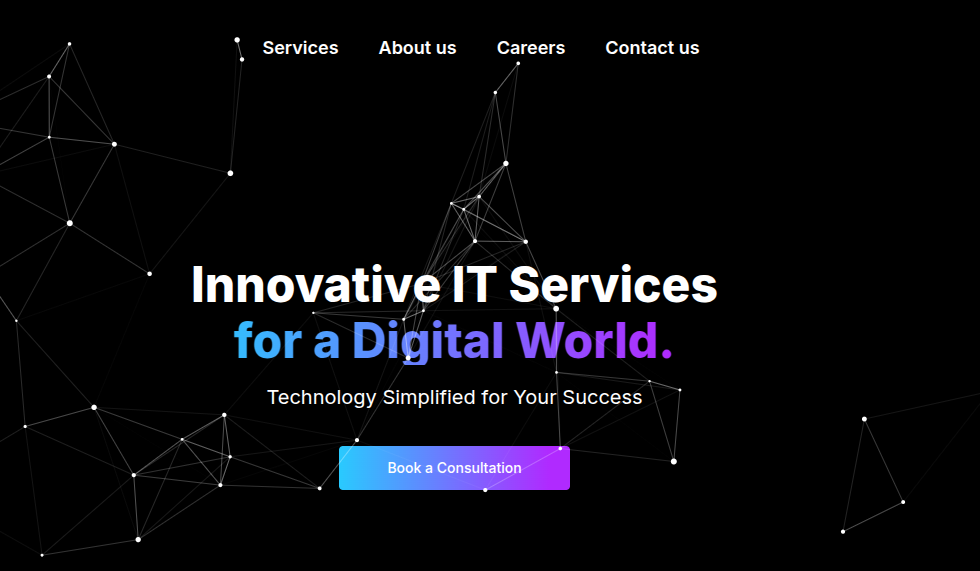 Services About us Careers Contact us
Innovative IT Services
for a Digital World.
Technology Simplified for Your Success
Book a Consultation